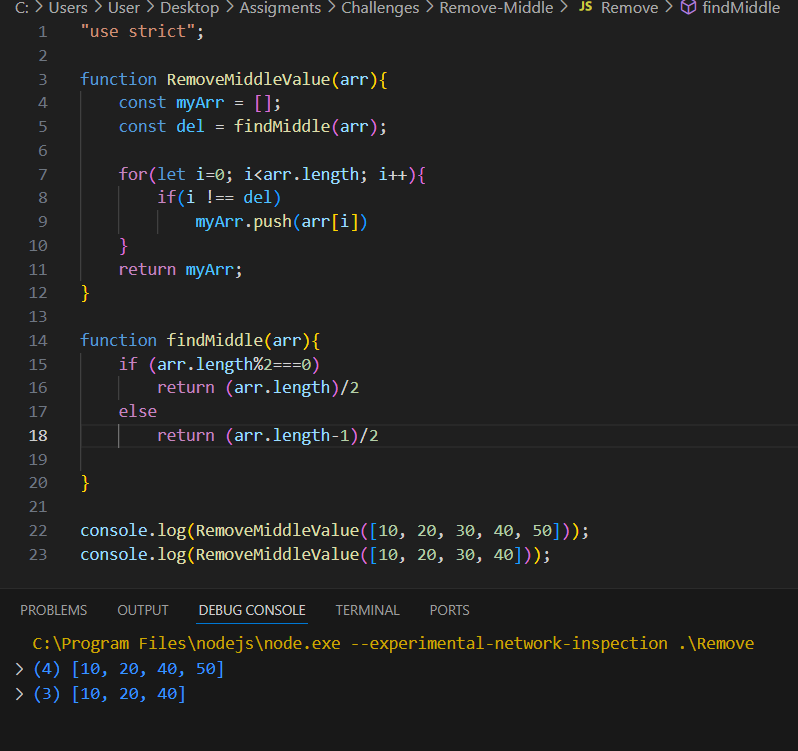 C: > Users > User > Desktop > Assigments > Challenges > Remove-Middle > JS Remove > findMiddle
1 "use strict";
2
3 function RemoveMiddleValue(arr){
4 const myArr = [];
5 const del = findMiddle(arr);
6
7 for(let i=0; i<arr.length; i++){
8 if(i !== del)
9 myArr.push(arr[i])
10 }
11 return myArr;
12 }
13
14 function findMiddle(arr){
15 if (arr.length%2===0)
16 return (arr.length)/2
17 else
18 return (arr.length-1)/2
19
20 }
21
22 console.log(RemoveMiddleValue([10, 20, 30, 40, 50]));
23 console.log(RemoveMiddleValue([10, 20, 30, 40]));
PROBLEMS OUTPUT DEBUG CONSOLE TERMINAL PORTS
C:\Program Files\nodejs\node.exe --experimental-network-inspection .\Remove
> (4) [10, 20, 40, 50]
> (3) [10, 20, 40]